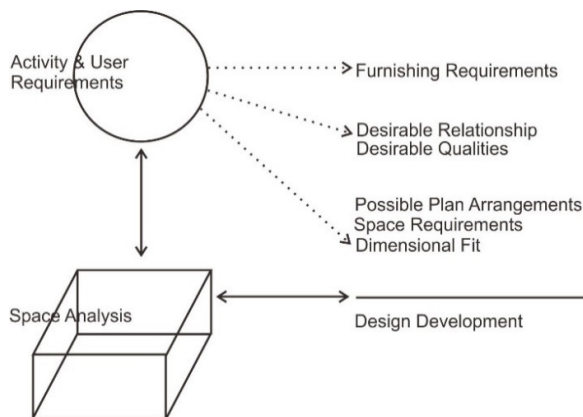 Activity & User
Requirements
Furnishing Requirements
Desirable Relationship
Desirable Qualities
Possible Plan Arrangements
Space Requirements
Dimensional Fit
Space Analysis
Design Development